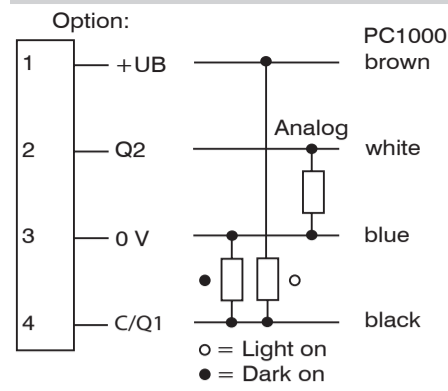 Option:
PC1000
1 +UB brown
Analog
2 Q2 white
3 0 V blue
4 C/Q1 black
○ = Light on
● = Dark on